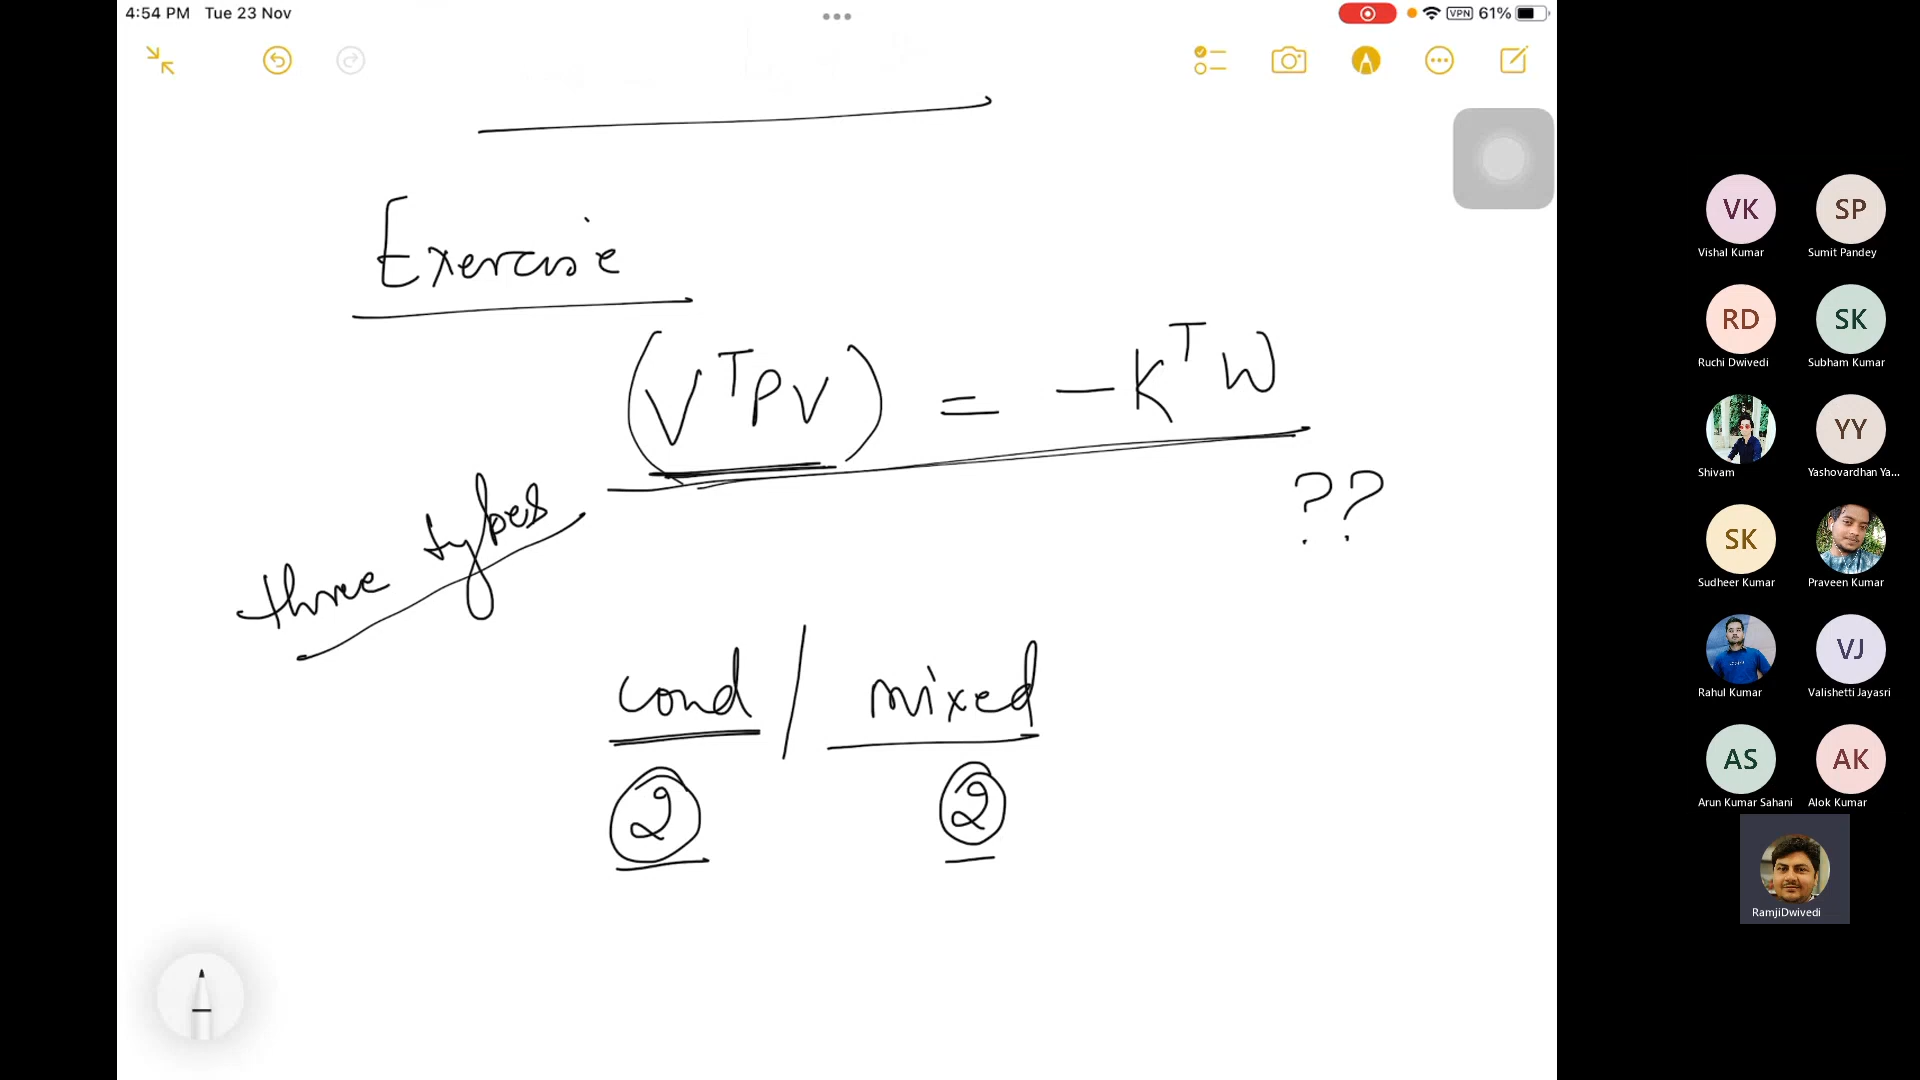 4:54 PM Tue 23 Nov
VPN 61%
Exercise
(V^T P V) = -K^T W
??
three types
cond / mixed
2 2
VK SP
Vishal Kumar Sumit Pandey
RD SK
Ruchi Dwivedi Subham Kumar
YY
Shivam Yashovardhan Ya...
SK
Sudheer Kumar Praveen Kumar
VJ
Rahul Kumar Valishetti Jayasri
AS AK
Arun Kumar Sahani Alok Kumar
RamjiDwivedi